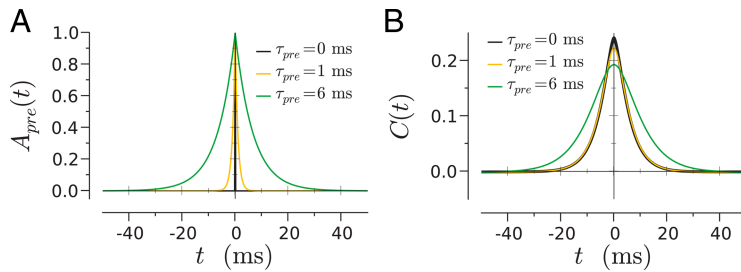 A
B
1.0
0.8
0.6
0.4
0.2
0.0
A_pre(t)
τ_pre=0 ms
τ_pre=1 ms
τ_pre=6 ms
-40 -20 0 20 40
t (ms)
0.2
0.1
0.0
C(t)
τ_pre=0 ms
τ_pre=1 ms
τ_pre=6 ms
-40 -20 0 20 40
t (ms)